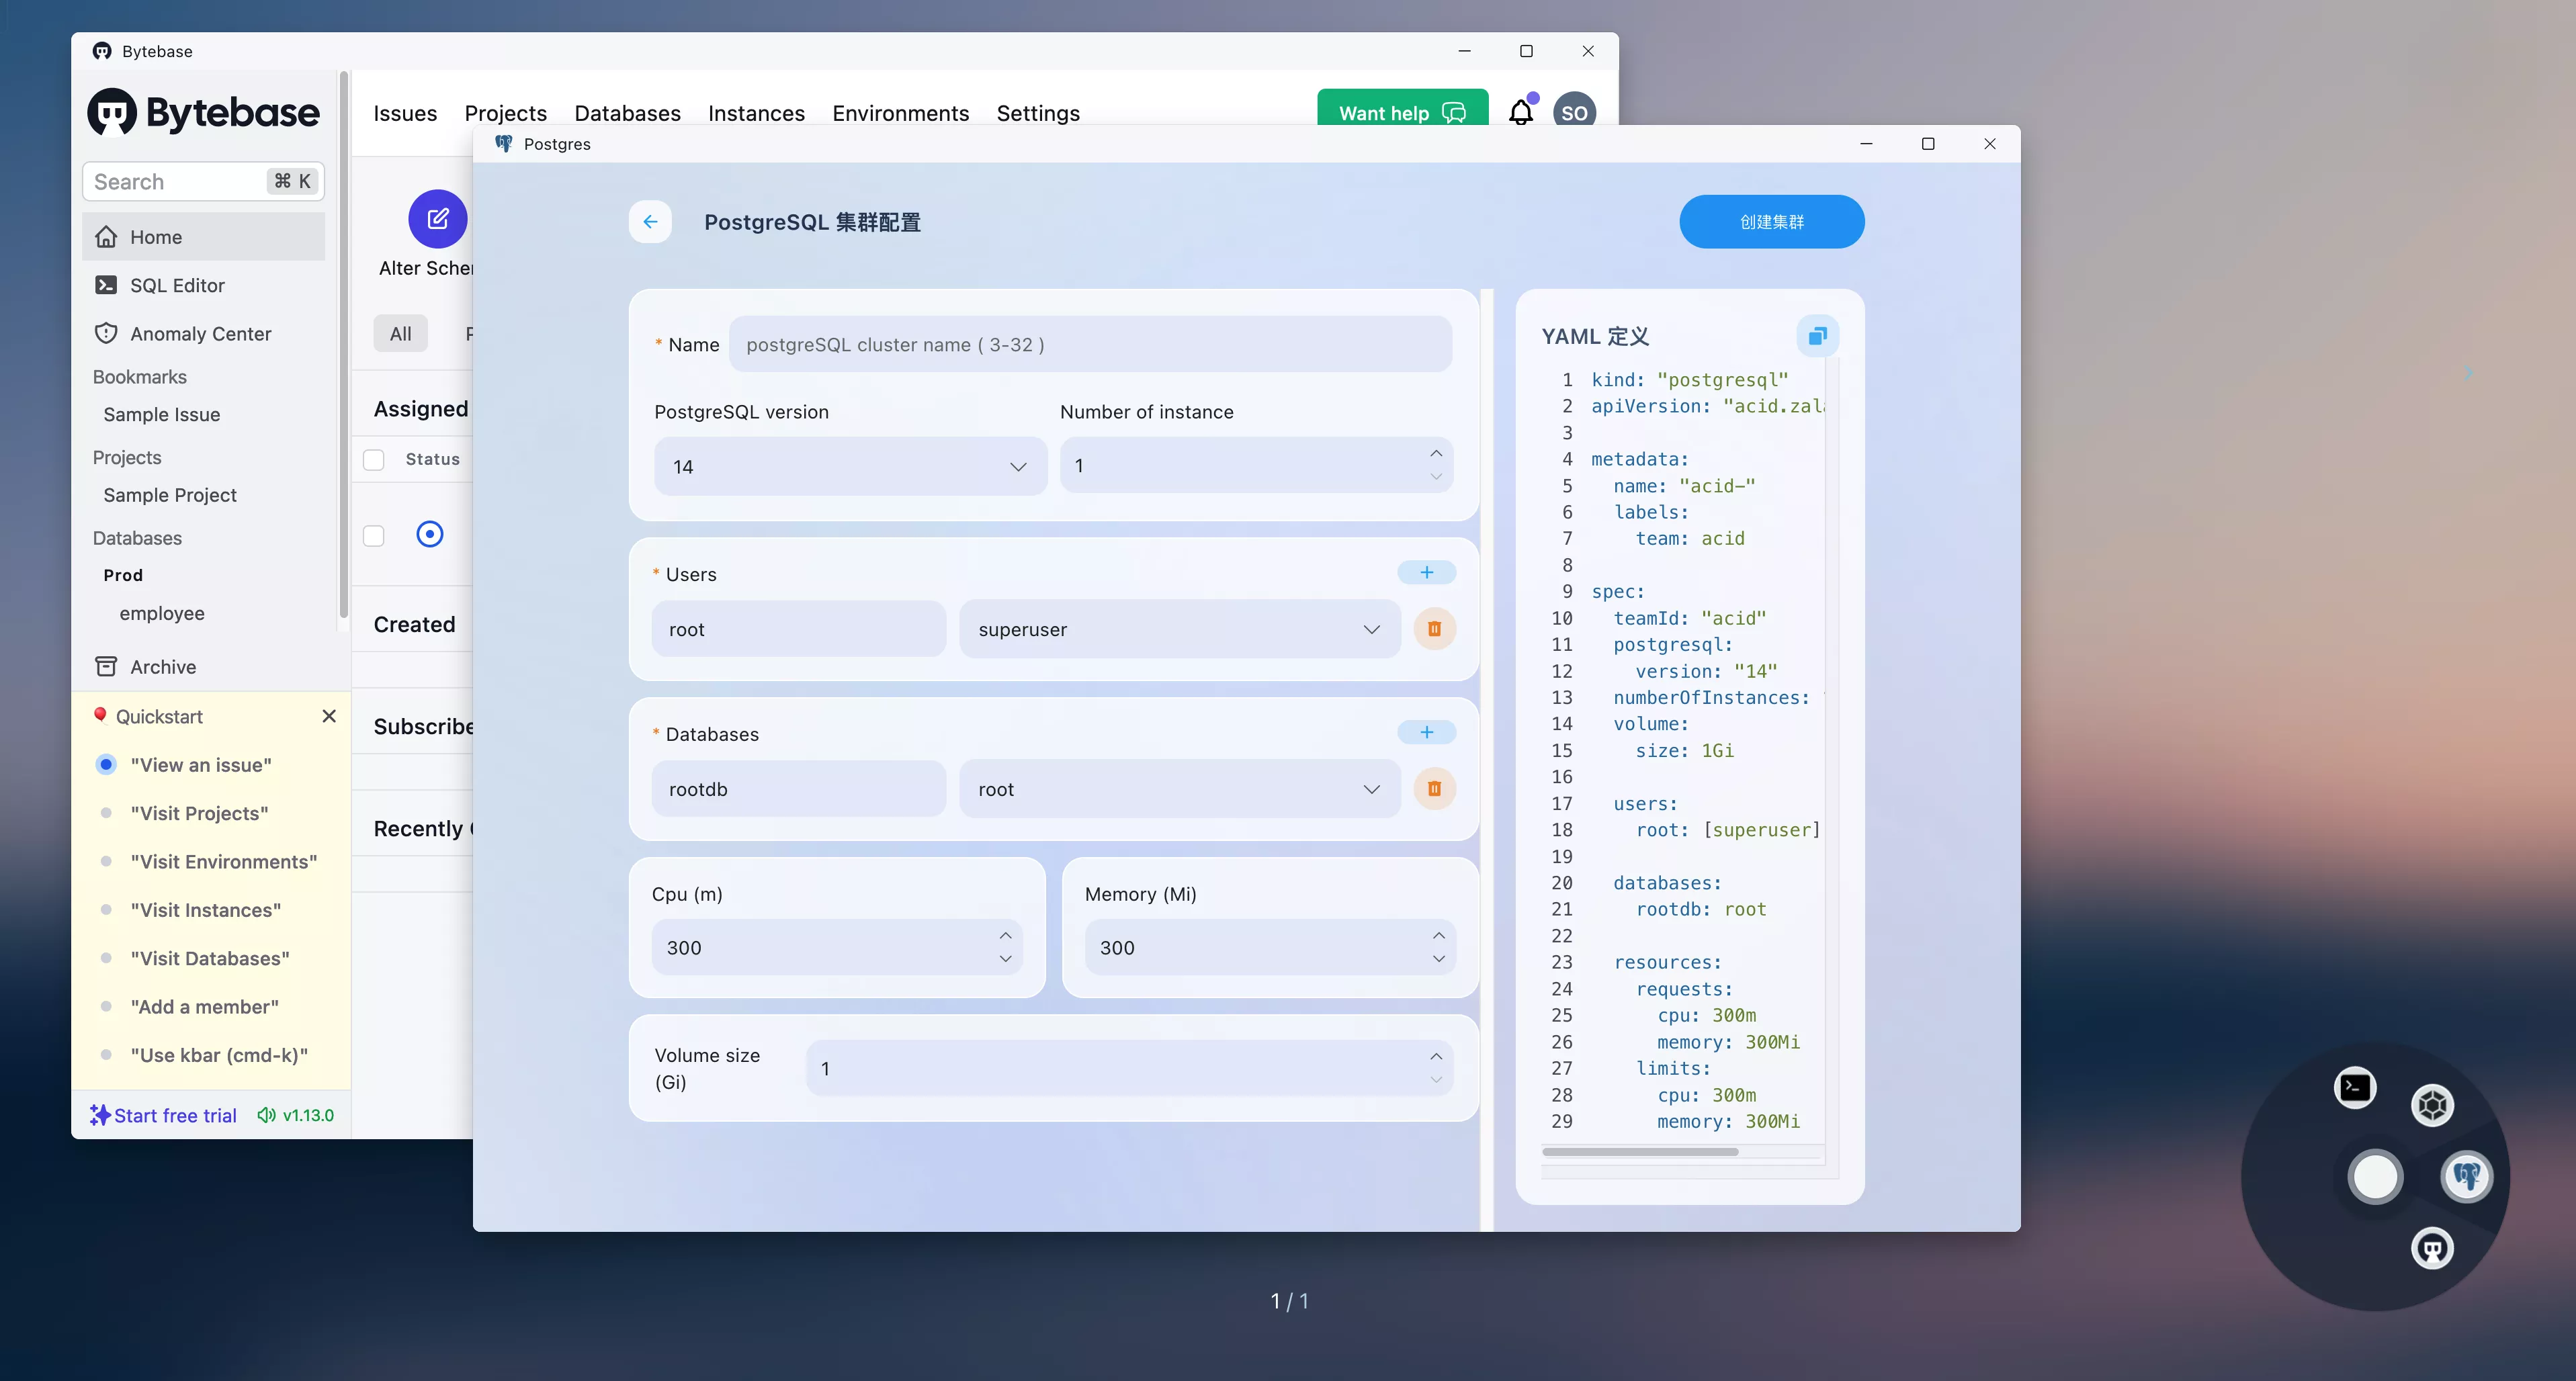 Bytebase
Bytebase
Search ⌘ K
Home
SQL Editor
Anomaly Center
Bookmarks
Sample Issue
Projects
Sample Project
Databases
Prod
employee
Archive
Quickstart
"View an issue"
"Visit Projects"
"Visit Environments"
"Visit Instances"
"Visit Databases"
"Add a member"
"Use kbar (cmd-k)"
Start free trial v1.13.0
Issues Projects Databases Instances Environments Settings
Want help SO
Alter Scher
All
Assigned
Status
Created
Subscribe
Recently
Postgres
PostgreSQL 集群配置
创建集群
* Name postgreSQL cluster name ( 3-32 )
PostgreSQL version Number of instance
14 1
* Users
root superuser
* Databases
rootdb root
Cpu (m) Memory (Mi)
300 300
Volume size
(Gi)
1
YAML 定义
1 kind: "postgresql"
2 apiVersion: "acid.zala
3
4 metadata:
5 name: "acid-"
6 labels:
7 team: acid
8
9 spec:
10 teamId: "acid"
11 postgresql:
12 version: "14"
13 numberOfInstances:
14 volume:
15 size: 1Gi
16
17 users:
18 root: [superuser]
19
20 databases:
21 rootdb: root
22
23 resources:
24 requests:
25 cpu: 300m
26 memory: 300Mi
27 limits:
28 cpu: 300m
29 memory: 300Mi
1 / 1